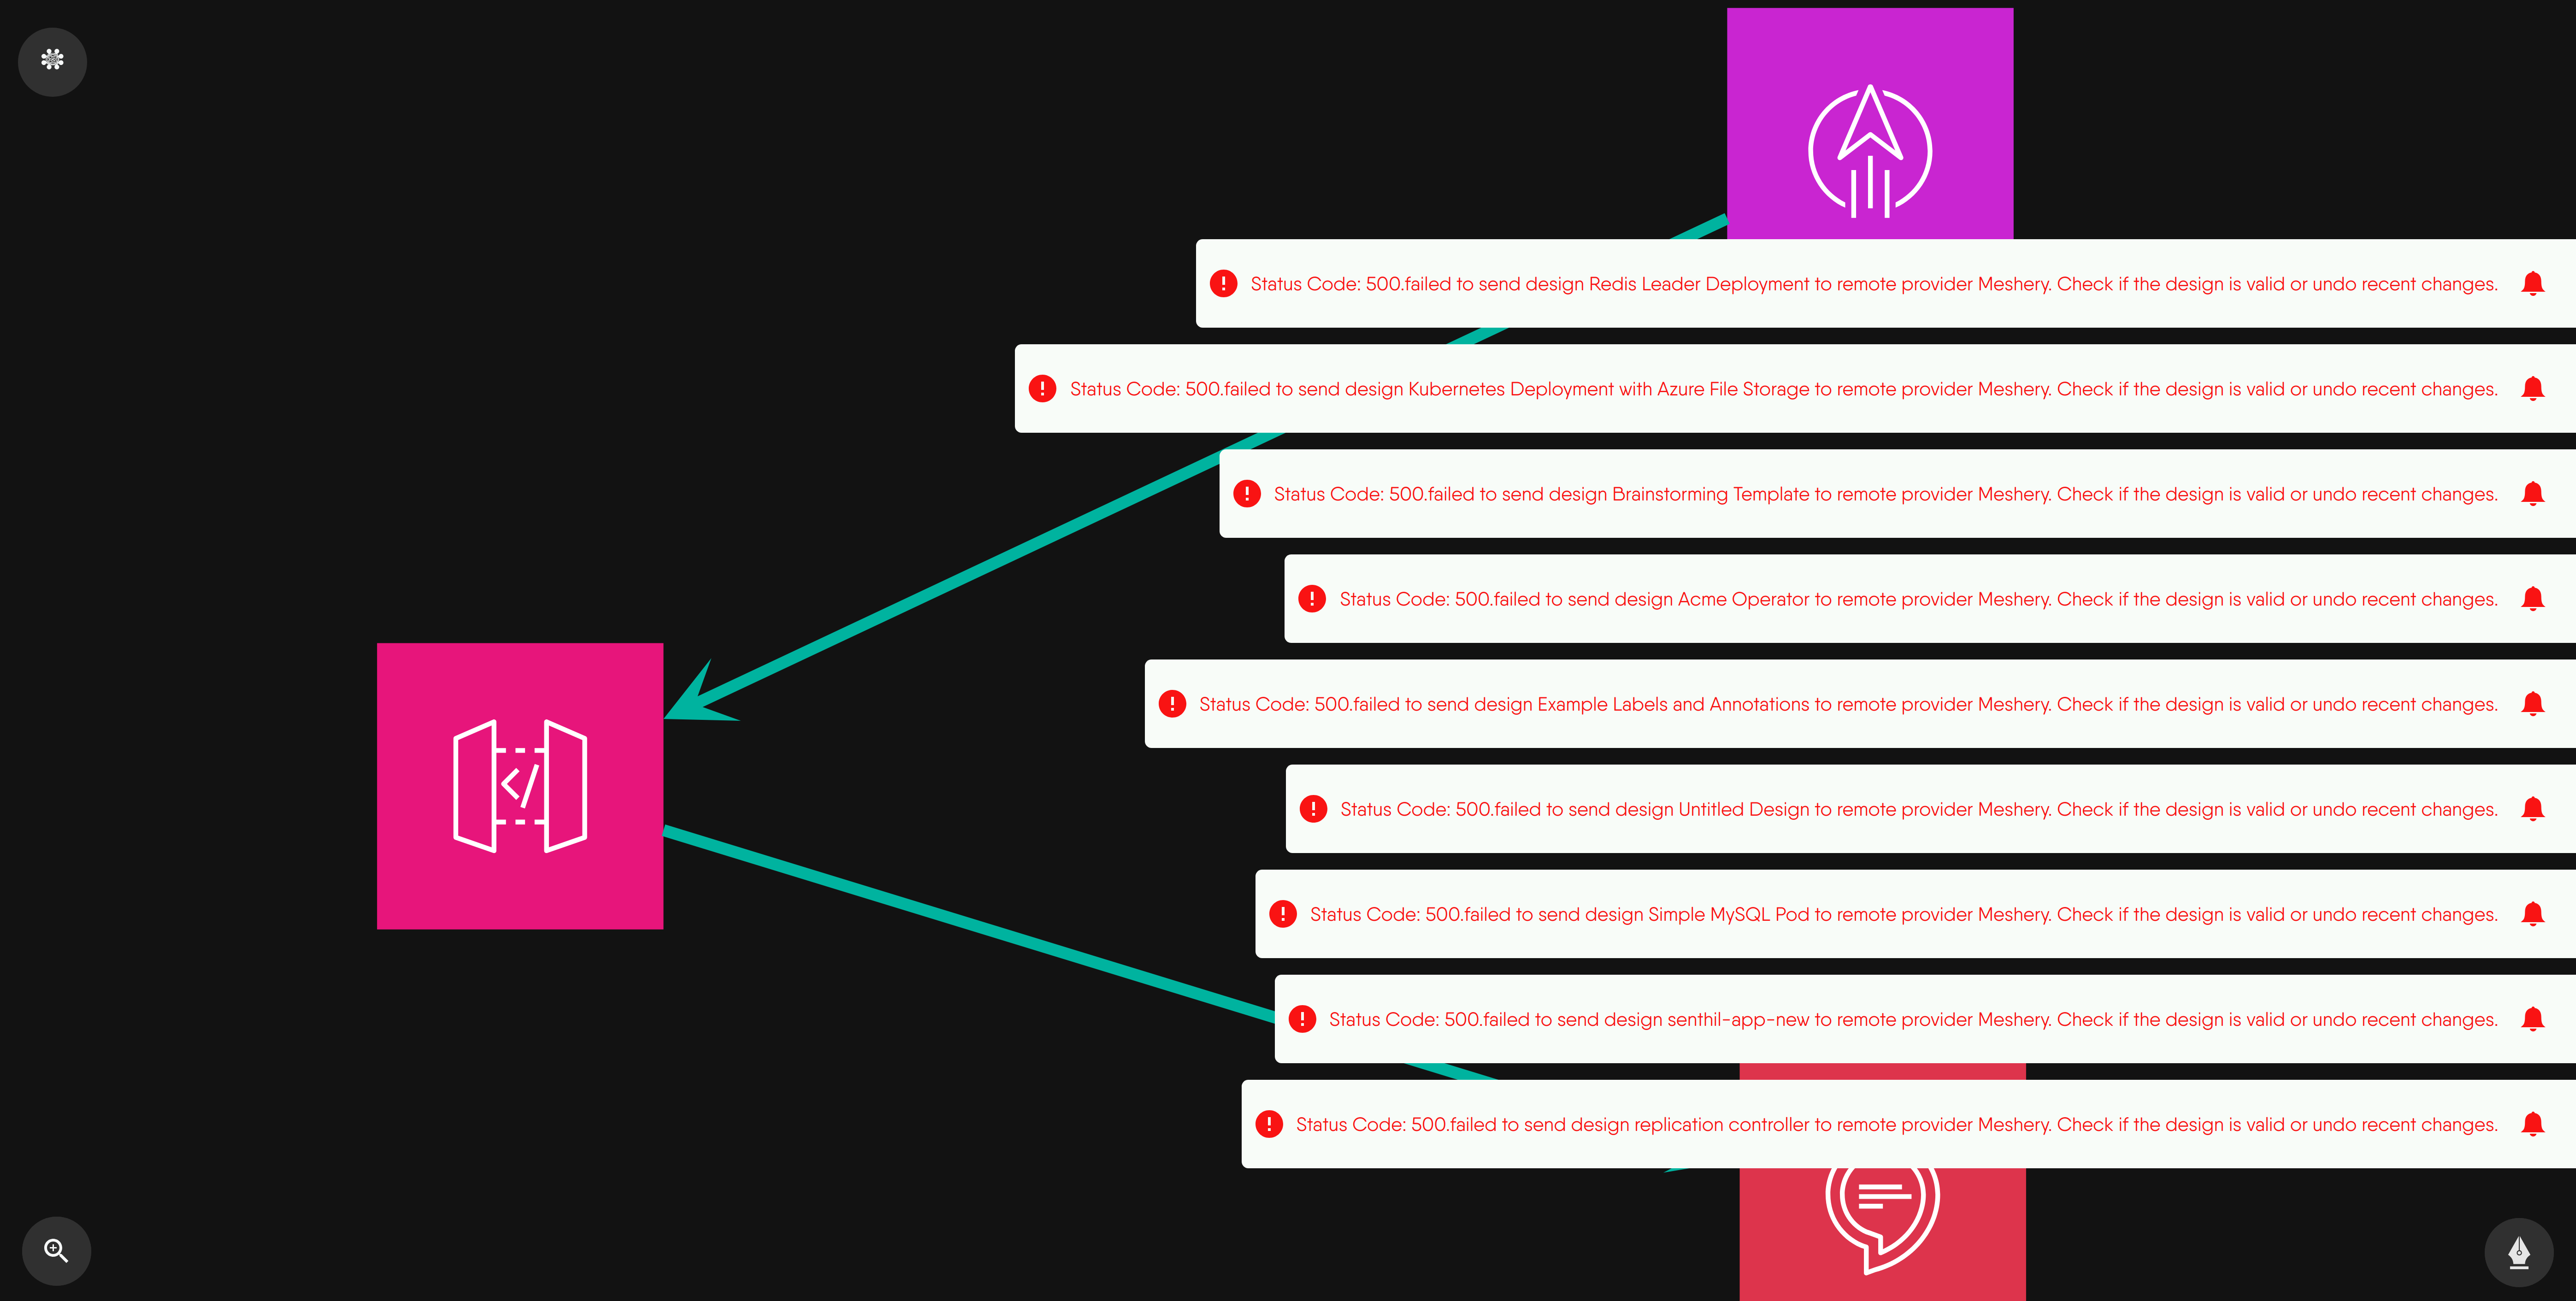 Status Code: 500.failed to send design Redis Leader Deployment to remote provider Meshery. Check if the design is valid or undo recent changes.
Status Code: 500.failed to send design Kubernetes Deployment with Azure File Storage to remote provider Meshery. Check if the design is valid or undo recent changes.
Status Code: 500.failed to send design Brainstorming Template to remote provider Meshery. Check if the design is valid or undo recent changes.
Status Code: 500.failed to send design Acme Operator to remote provider Meshery. Check if the design is valid or undo recent changes.
Status Code: 500.failed to send design Example Labels and Annotations to remote provider Meshery. Check if the design is valid or undo recent changes.
Status Code: 500.failed to send design Untitled Design to remote provider Meshery. Check if the design is valid or undo recent changes.
Status Code: 500.failed to send design Simple MySQL Pod to remote provider Meshery. Check if the design is valid or undo recent changes.
Status Code: 500.failed to send design senthil-app-new to remote provider Meshery. Check if the design is valid or undo recent changes.
Status Code: 500.failed to send design replication controller to remote provider Meshery. Check if the design is valid or undo recent changes.